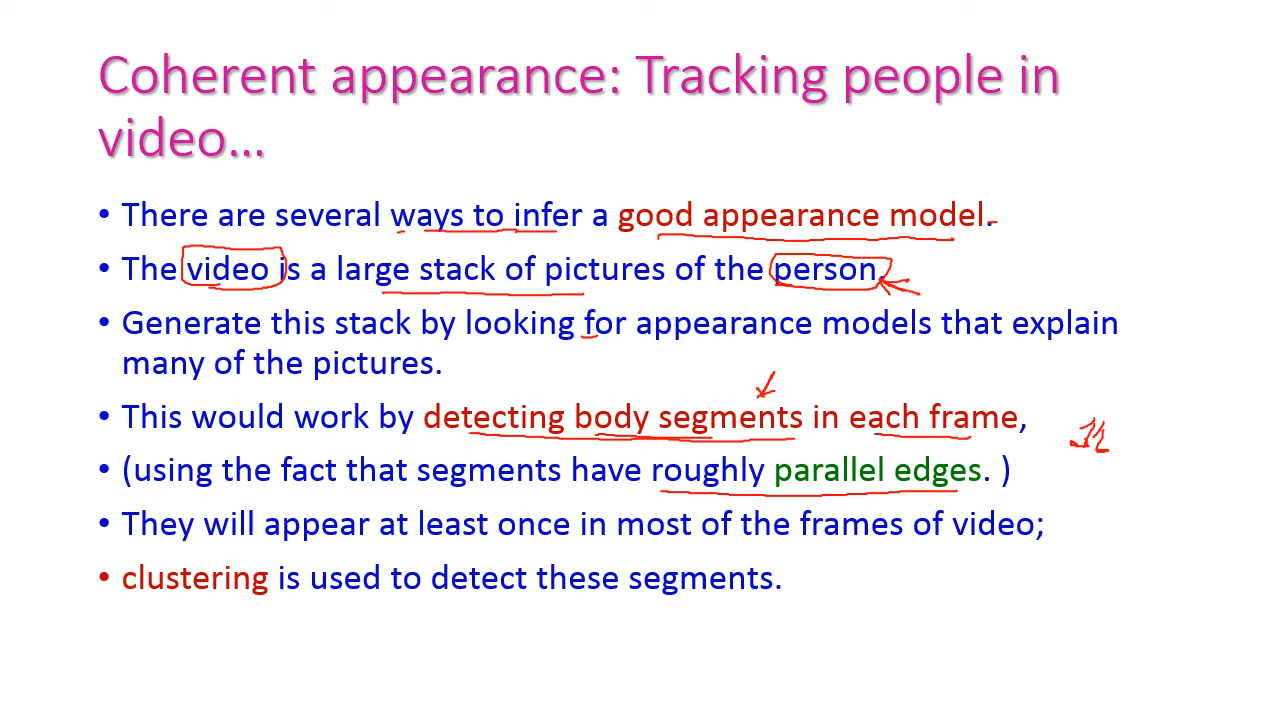 Coherent appearance: Tracking people in
video…
• There are several ways to infer a good appearance model.
• The video is a large stack of pictures of the person.
• Generate this stack by looking for appearance models that explain
many of the pictures.
• This would work by detecting body segments in each frame,
• (using the fact that segments have roughly parallel edges. )
• They will appear at least once in most of the frames of video;
• clustering is used to detect these segments.